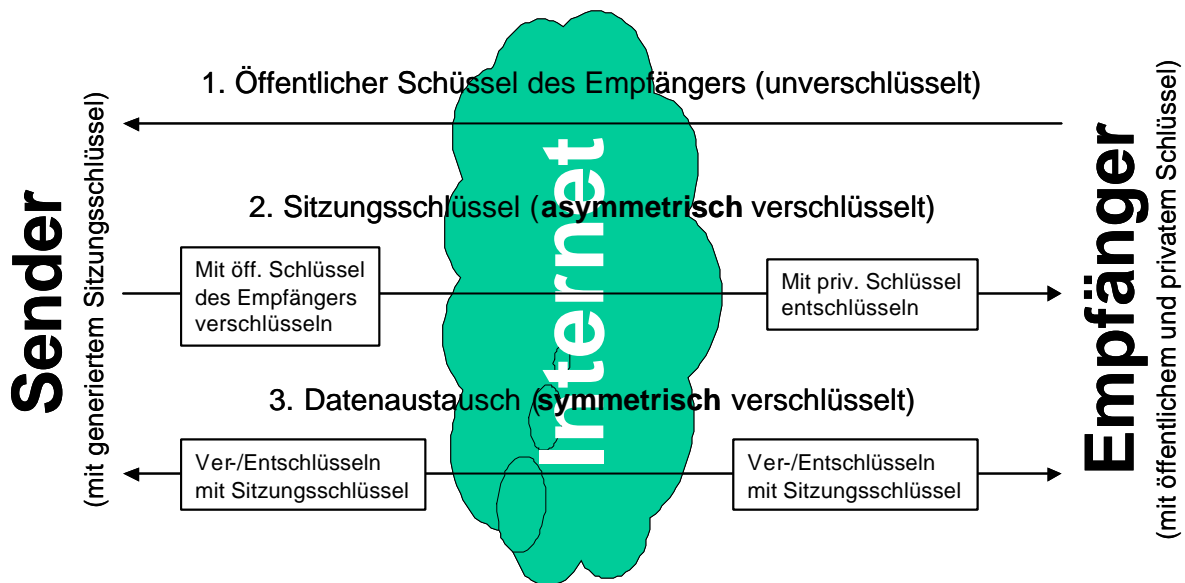 1. Öffentlicher Schüssel des Empfängers (unverschlüsselt)
Sender
(mit generiertem Sitzungsschlüssel)
Internet
Empfänger
(mit öffentlichem und privatem Schlüssel)
2. Sitzungsschlüssel (asymmetrisch verschlüsselt)
Mit öff. Schlüssel
des Empfängers
verschlüsseln
Mit priv. Schlüssel
entschlüsseln
3. Datenaustausch (symmetrisch verschlüsselt)
Ver-/Entschlüsseln
mit Sitzungsschlüssel
Ver-/Entschlüsseln
mit Sitzungsschlüssel